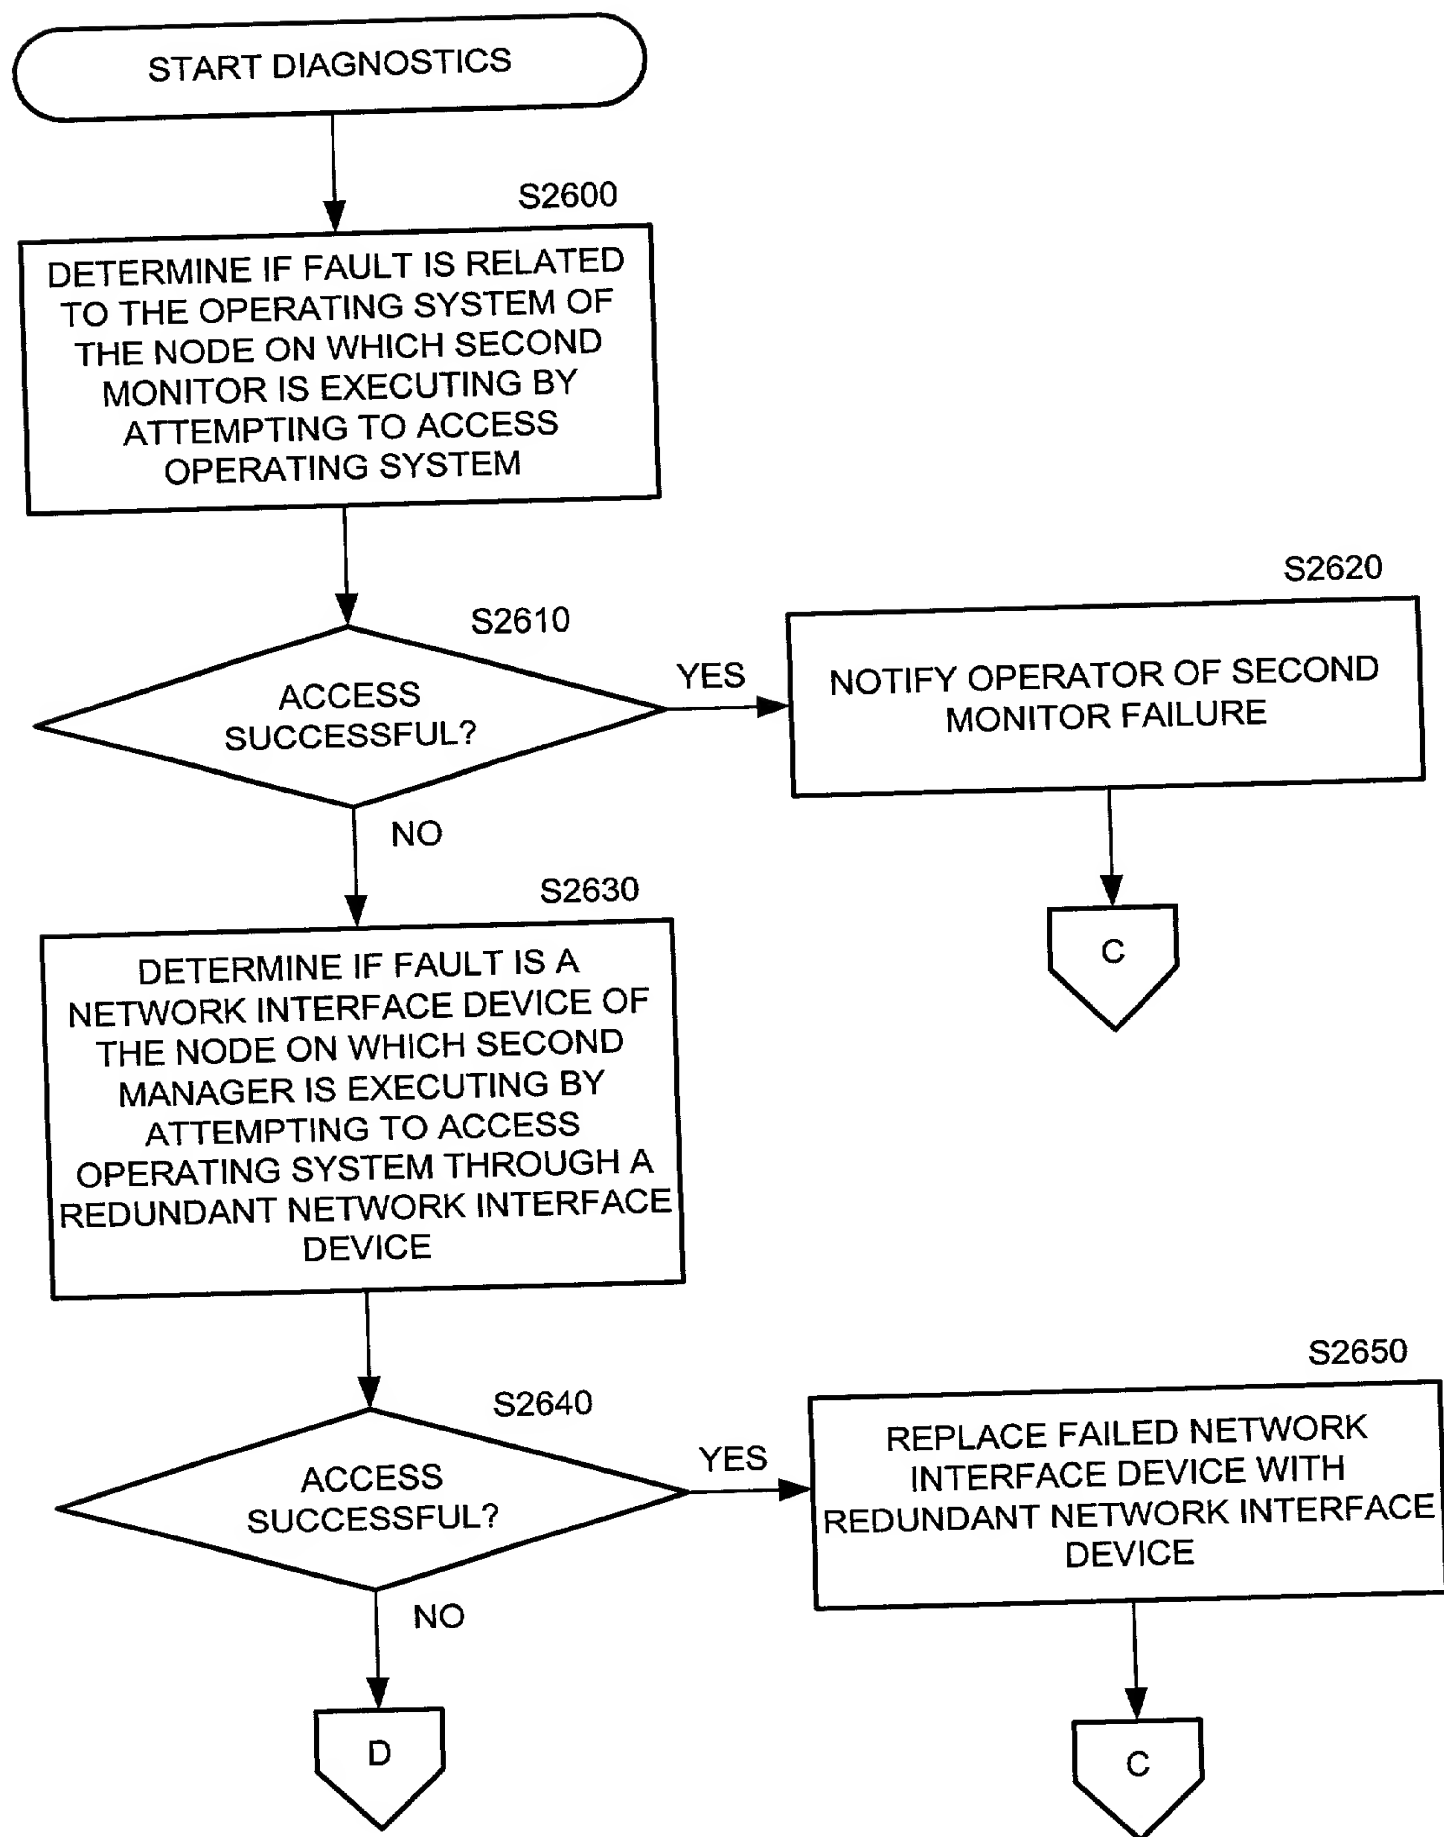 START DIAGNOSTICS
S2600
DETERMINE IF FAULT IS RELATED
TO THE OPERATING SYSTEM OF
THE NODE ON WHICH SECOND
MONITOR IS EXECUTING BY
ATTEMPTING TO ACCESS
OPERATING SYSTEM
S2610
ACCESS
SUCCESSFUL?
YES
S2620
NOTIFY OPERATOR OF SECOND
MONITOR FAILURE
C
NO
S2630
DETERMINE IF FAULT IS A
NETWORK INTERFACE DEVICE OF
THE NODE ON WHICH SECOND
MANAGER IS EXECUTING BY
ATTEMPTING TO ACCESS
OPERATING SYSTEM THROUGH A
REDUNDANT NETWORK INTERFACE
DEVICE
S2640
ACCESS
SUCCESSFUL?
YES
S2650
REPLACE FAILED NETWORK
INTERFACE DEVICE WITH
REDUNDANT NETWORK INTERFACE
DEVICE
C
NO
D